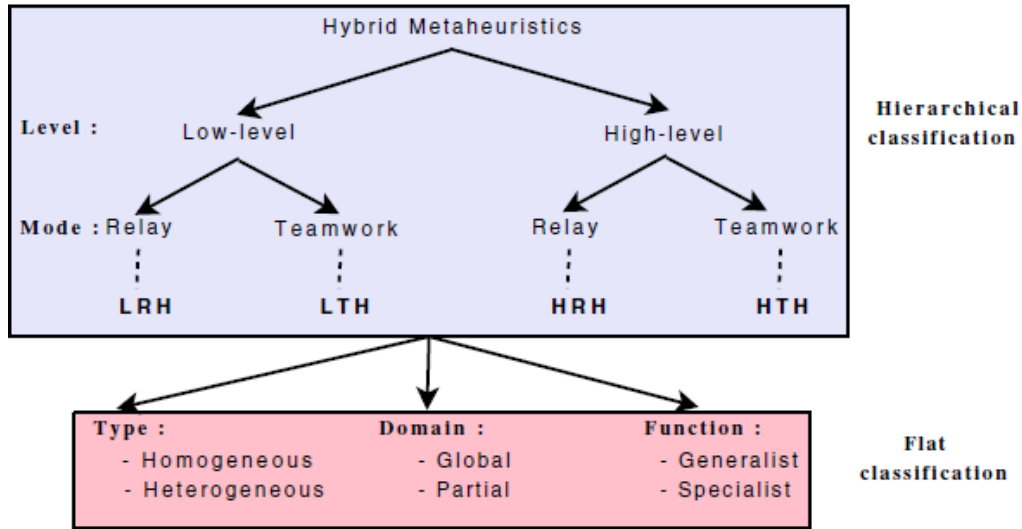 Hybrid Metaheuristics
Hierarchical
classification
Level :
Low-level
High-level
Mode :
Relay
Teamwork
Relay
Teamwork
LRH
LTH
HRH
HTH
Type :
- Homogeneous
- Heterogeneous
Domain :
- Global
- Partial
Function :
- Generalist
- Specialist
Flat
classification